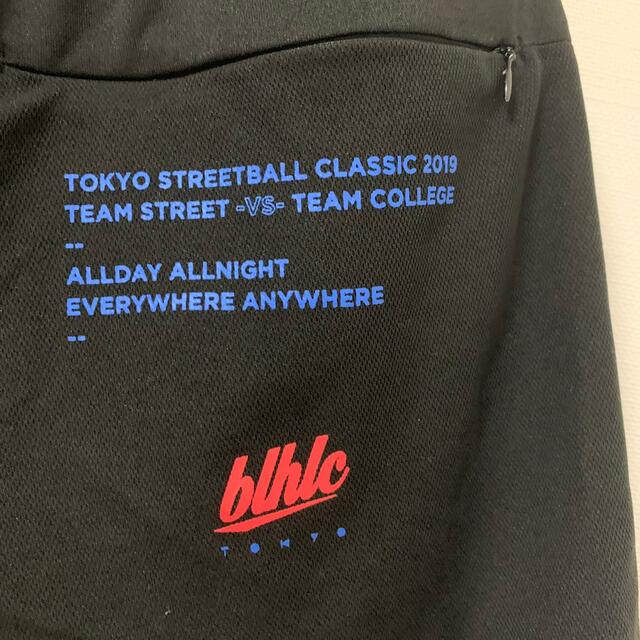 TOKYO STREETBALL CLASSIC 2019
TEAM STREET -VS- TEAM COLLEGE
--
ALLDAY ALLNIGHT
EVERYWHERE ANYWHERE
--
blhlc
TOKYO